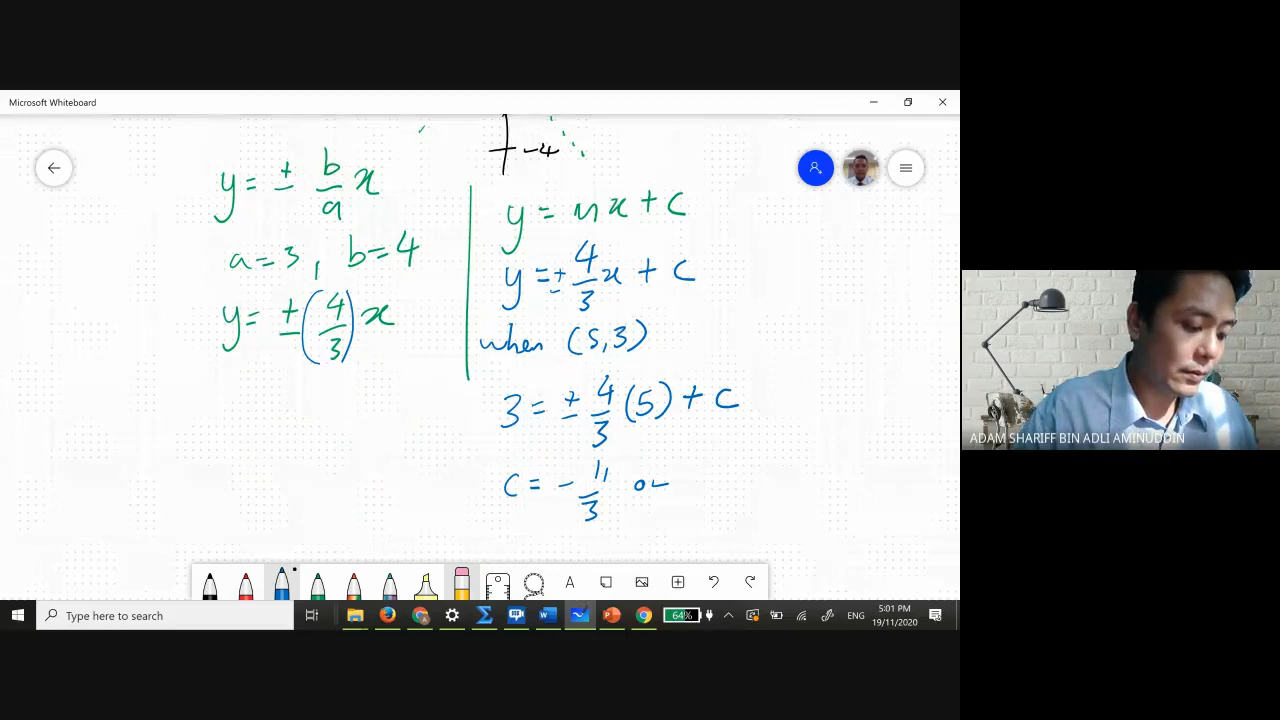 Microsoft Whiteboard
-4
y = ± b/a x
a = 3, b = 4
y = ± (4/3) x
y = mx + c
y = ± 4/3 x + c
when (5,3)
3 = ± 4/3 (5) + c
c = - 11/3 or
ADAM SHARIFF BIN ADLI AMINUDDIN
A
Type here to search
64%
ENG
5:01 PM
19/11/2020